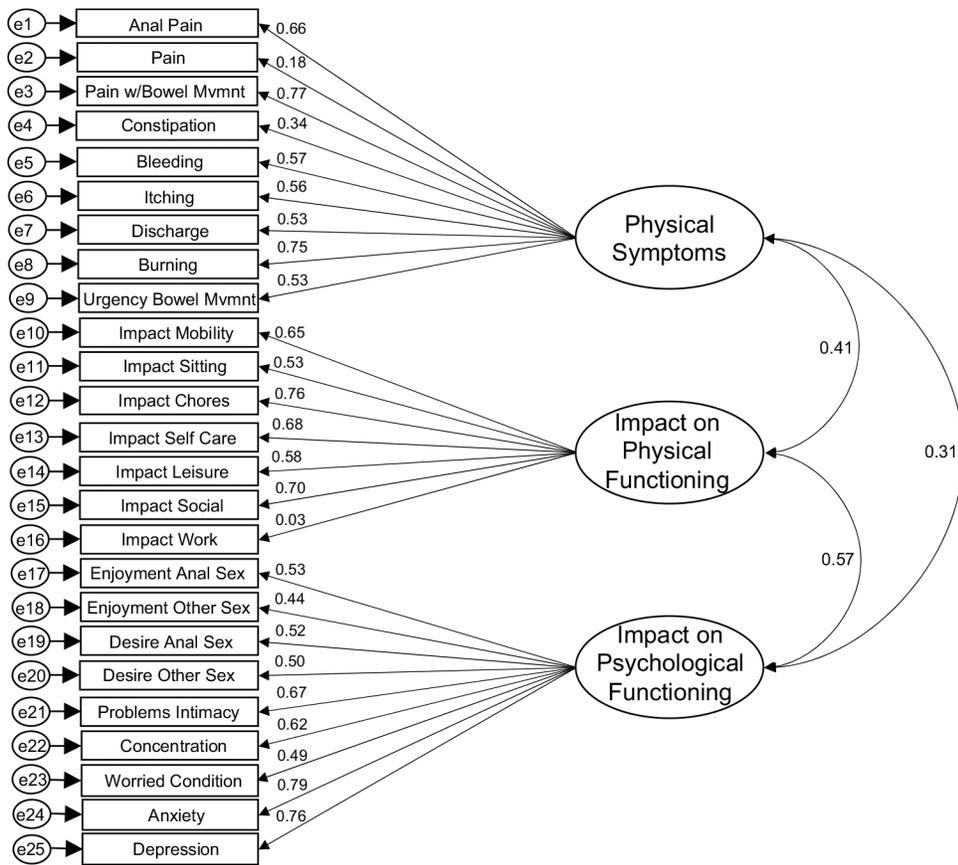 e1 Anal Pain 0.66
e2 Pain 0.18
e3 Pain w/Bowel Mvmnt 0.77
e4 Constipation 0.34
e5 Bleeding 0.57
e6 Itching 0.56
e7 Discharge 0.53
e8 Burning 0.75
e9 Urgency Bowel Mvmnt 0.53
Physical
Symptoms
e10 Impact Mobility 0.65
e11 Impact Sitting 0.53
e12 Impact Chores 0.76
e13 Impact Self Care 0.68
e14 Impact Leisure 0.58
e15 Impact Social 0.70
e16 Impact Work 0.03
Impact on
Physical
Functioning
e17 Enjoyment Anal Sex 0.53
e18 Enjoyment Other Sex 0.44
e19 Desire Anal Sex 0.52
e20 Desire Other Sex 0.50
e21 Problems Intimacy 0.67
e22 Concentration 0.62
e23 Worried Condition 0.49
e24 Anxiety 0.79
e25 Depression 0.76
Impact on
Psychological
Functioning
0.41
0.31
0.57